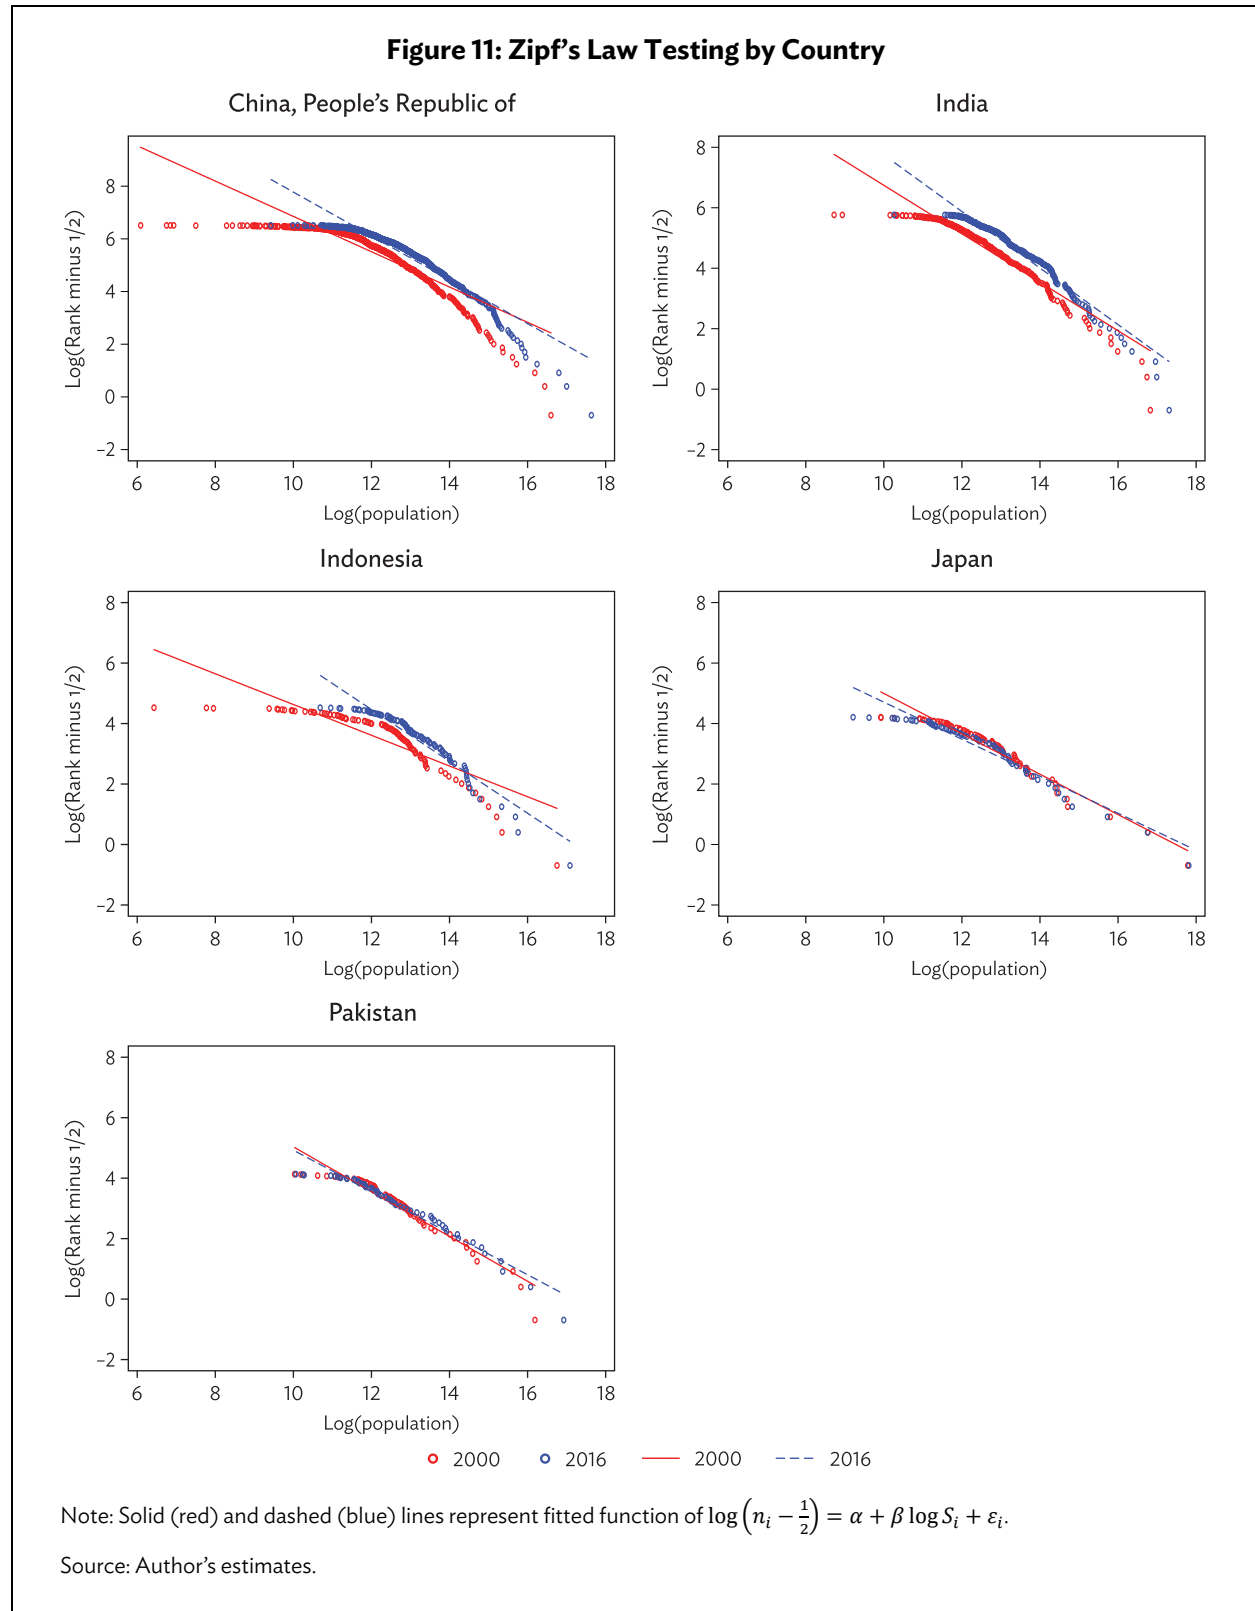 Figure 11: Zipf’s Law Testing by Country
China, People’s Republic of
Log(Rank minus 1/2)
8
6
4
2
0
−2
6 8 10 12 14 16 18
Log(population)
India
Log(Rank minus 1/2)
8
6
4
2
0
−2
6 8 10 12 14 16 18
Log(population)
Indonesia
Log(Rank minus 1/2)
8
6
4
2
0
−2
6 8 10 12 14 16 18
Log(population)
Japan
Log(Rank minus 1/2)
8
6
4
2
0
−2
6 8 10 12 14 16 18
Log(population)
Pakistan
Log(Rank minus 1/2)
8
6
4
2
0
−2
6 8 10 12 14 16 18
Log(population)
2000 2016 2000 2016
Note: Solid (red) and dashed (blue) lines represent fitted function of log(nᵢ − 1/2) = α + β log Sᵢ + εᵢ.
Source: Author’s estimates.